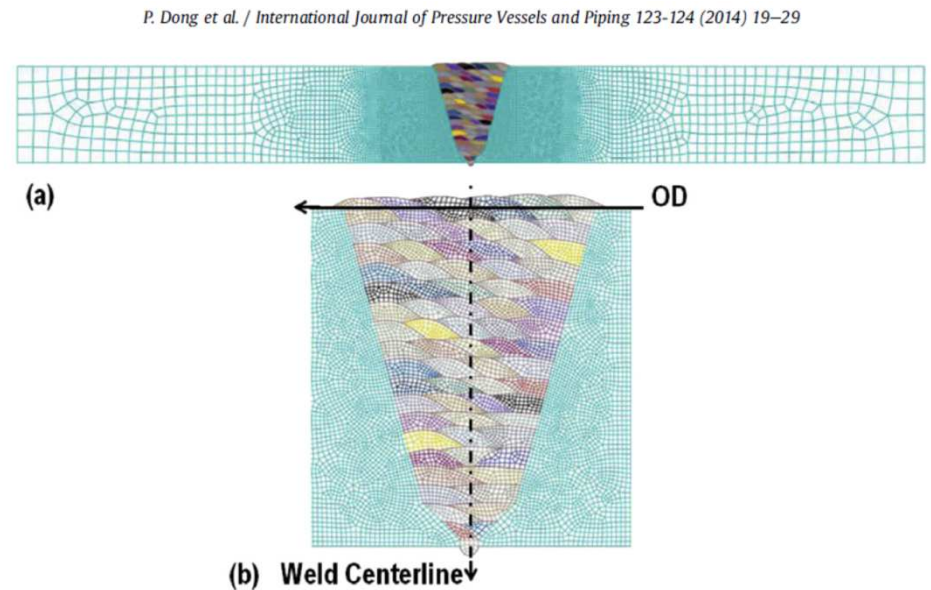 P. Dong et al. / International Journal of Pressure Vessels and Piping 123-124 (2014) 19–29
(a)
OD
(b) Weld Centerline